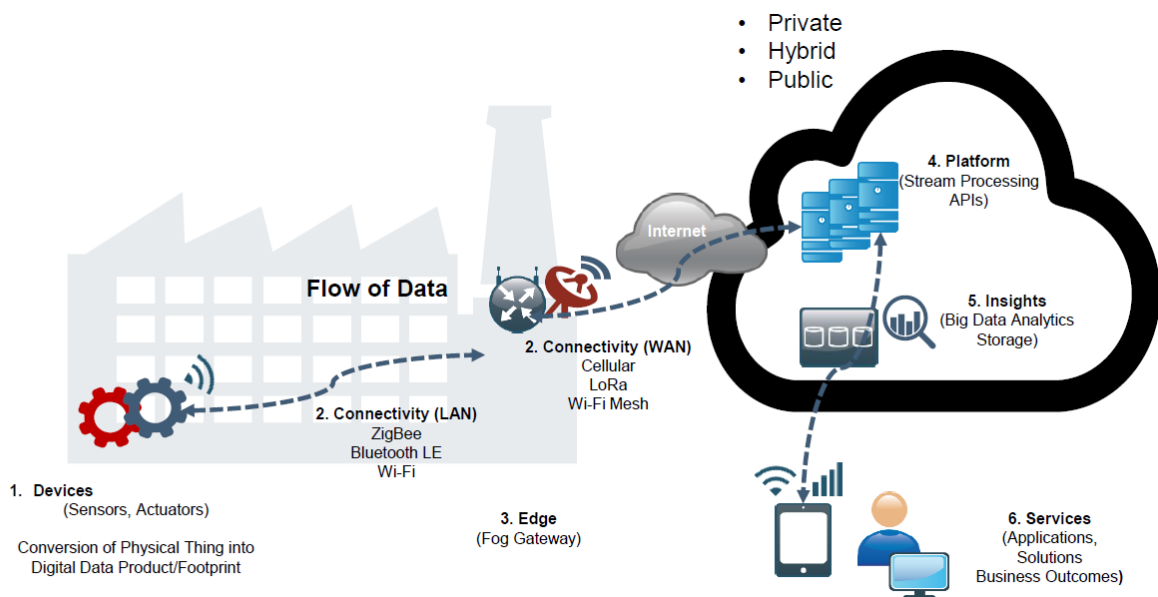 • Private
• Hybrid
• Public
4. Platform
(Stream Processing
APIs)
Internet
Flow of Data
5. Insights
(Big Data Analytics
Storage)
2. Connectivity (WAN)
Cellular
LoRa
Wi-Fi Mesh
2. Connectivity (LAN)
ZigBee
Bluetooth LE
Wi-Fi
1. Devices
(Sensors, Actuators)
Conversion of Physical Thing into
Digital Data Product/Footprint
3. Edge
(Fog Gateway)
6. Services
(Applications,
Solutions
Business Outcomes)